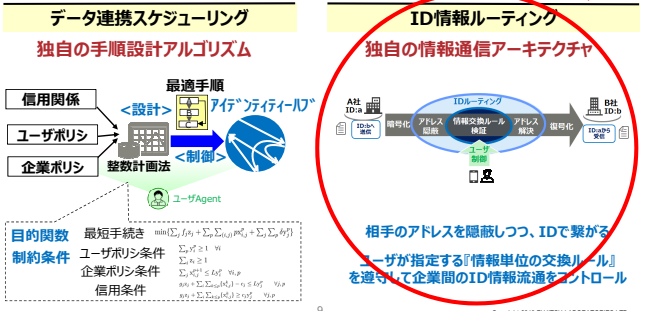 データ連携スケジューリング
独自の手順設計アルゴリズム
信用関係
ユーザポリシ
企業ポリシ
<設計>
最適手順
アイデンティティーハブ
<制御>
整数計画法
ユーザAgent
目的関数
最短手続き
制約条件
ユーザポリシ条件
企業ポリシ条件
信用条件
ID情報ルーティング
独自の情報通信アーキテクチャ
A社
ID:a
B社
ID:b
IDルーティング
ID:bへ
送信
暗号化
アドレス
隠蔽
情報交換ルール
検証
アドレス
解決
復号化
ID:aから
受信
ユーザ
制御
相手のアドレスを隠蔽しつつ、IDで繋がる
ユーザが指定する『情報単位の交換ルール』
を遵守して企業間のID情報流通をコントロール
9